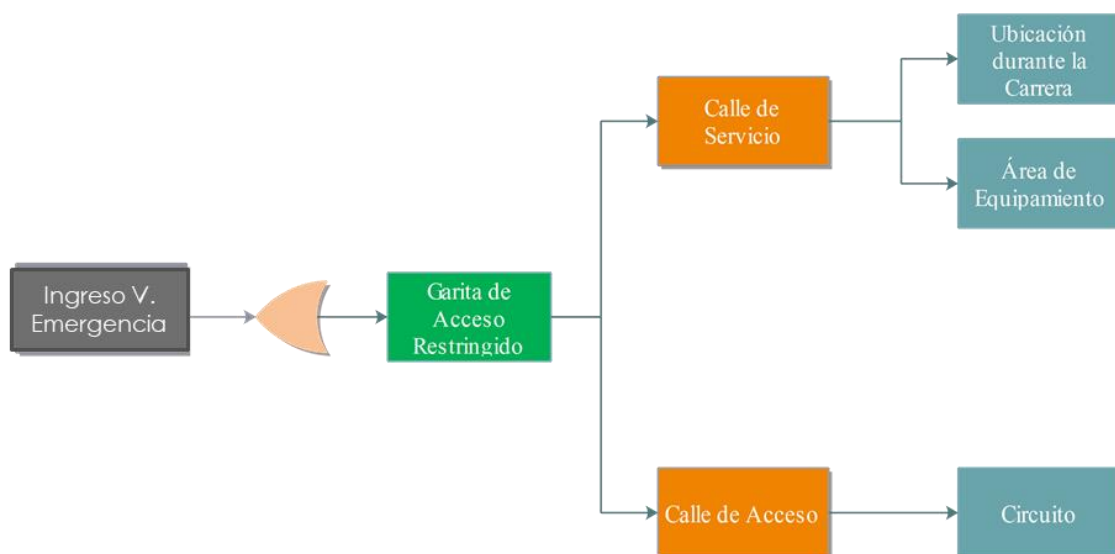 Ingreso V.
Emergencia
Garita de
Acceso
Restringido
Calle de
Servicio
Ubicación
durante la
Carrera
Área de
Equipamiento
Calle de Acceso
Circuito